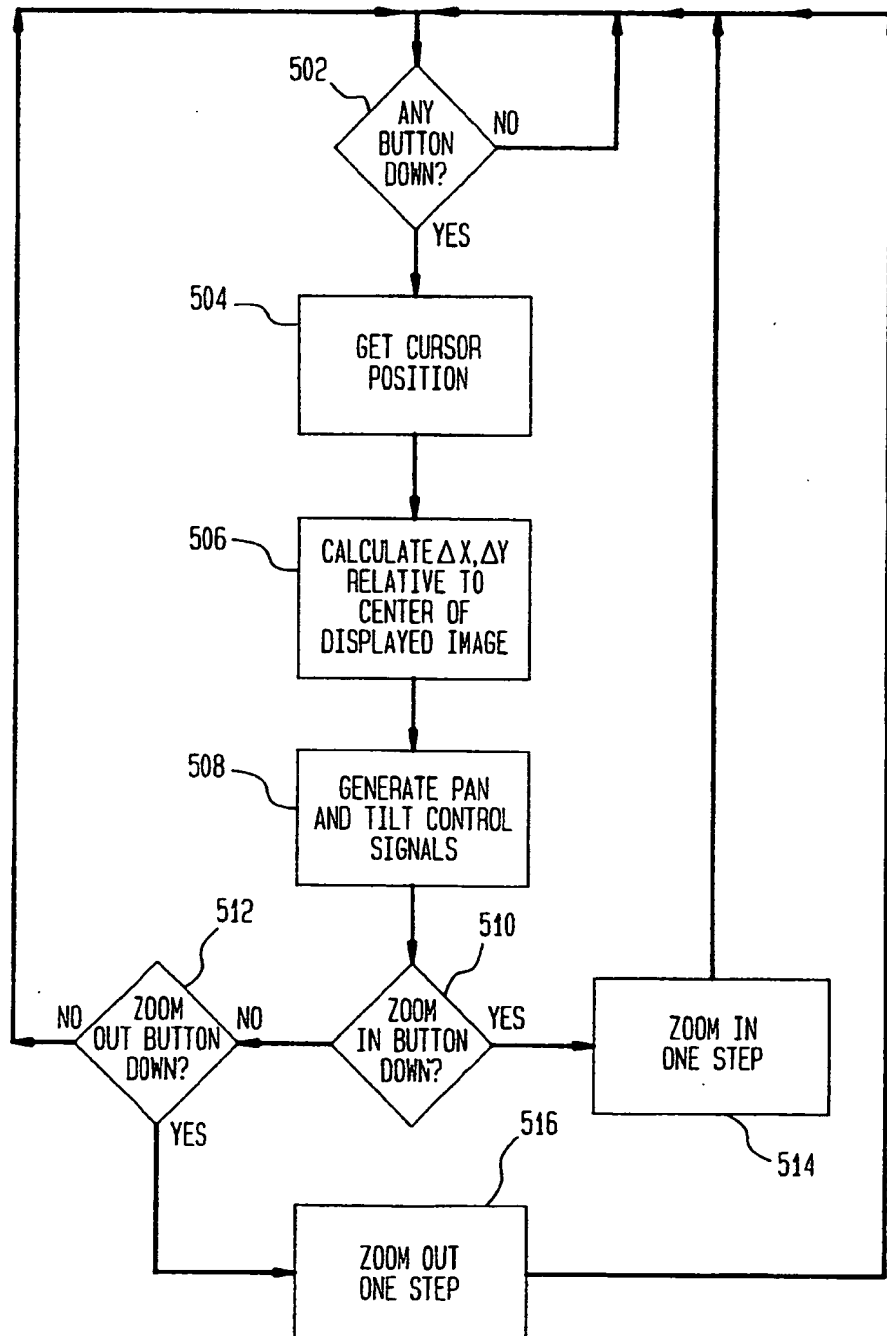 502
ANY
BUTTON
DOWN?
NO
YES
504
GET CURSOR
POSITION
506
CALCULATE ΔX, ΔY
RELATIVE TO
CENTER OF
DISPLAYED IMAGE
508
GENERATE PAN
AND TILT CONTROL
SIGNALS
512
510
NO
ZOOM
OUT BUTTON
DOWN?
NO
ZOOM
IN BUTTON
DOWN?
YES
ZOOM IN
ONE STEP
YES
516
514
ZOOM OUT
ONE STEP